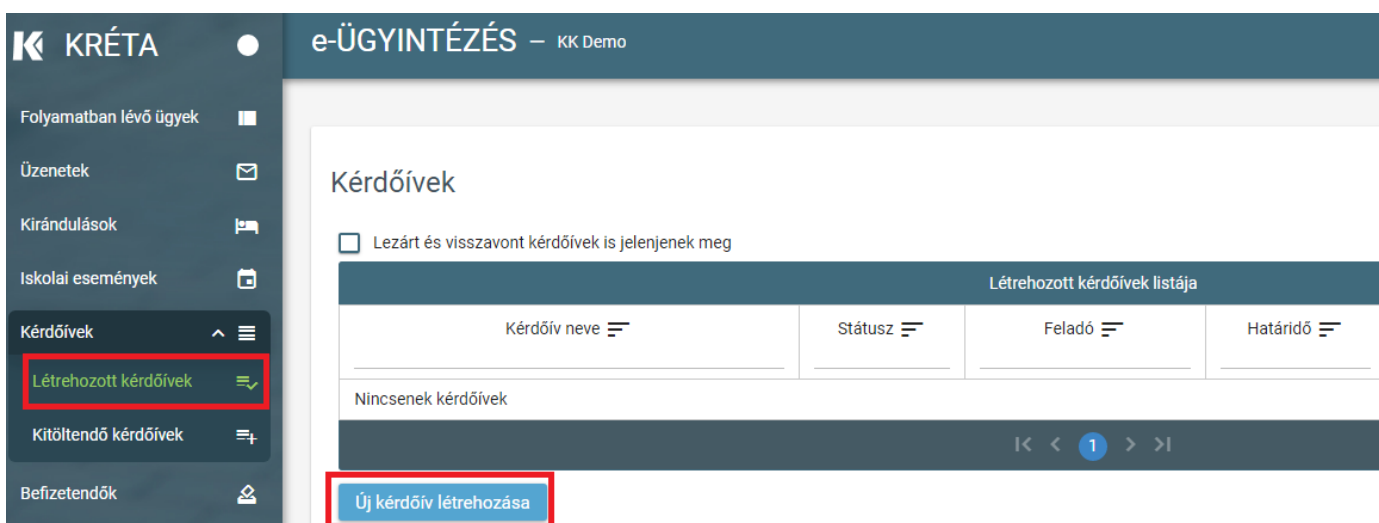 KRÉTA
e-ÜGYINTÉZÉS – KK Demo
Folyamatban lévő ügyek
Üzenetek
Kirándulások
Iskolai események
Kérdőívek
Létrehozott kérdőívek
Kitöltendő kérdőívek
Befizetendők
Kérdőívek
Lezárt és visszavont kérdőívek is jelenjenek meg
Létrehozott kérdőívek listája
Kérdőív neve Státusz Feladó Határidő
Nincsenek kérdőívek
1
Új kérdőív létrehozása